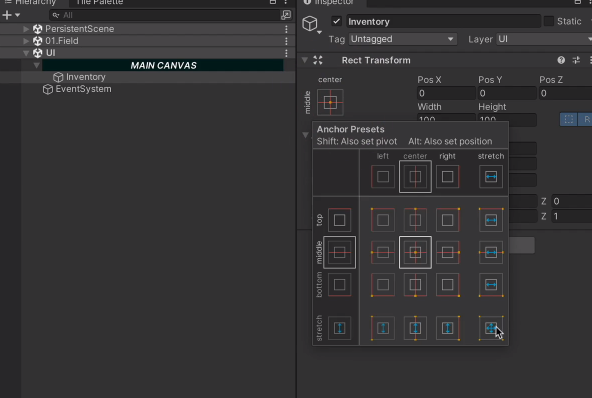 Hierarchy
Tile Palette
All
PersistentScene
01.Field
UI
MAIN CANVAS
Inventory
EventSystem
Inspector
Inventory
Static
Tag Untagged Layer UI
Rect Transform
center
middle
Pos X Pos Y Pos Z
0 0 0
Width Height
100 100
R
Anchor Presets
Shift: Also set pivot Alt: Also set position
left center right stretch
top
middle
bottom
stretch
Z 0
Z 1